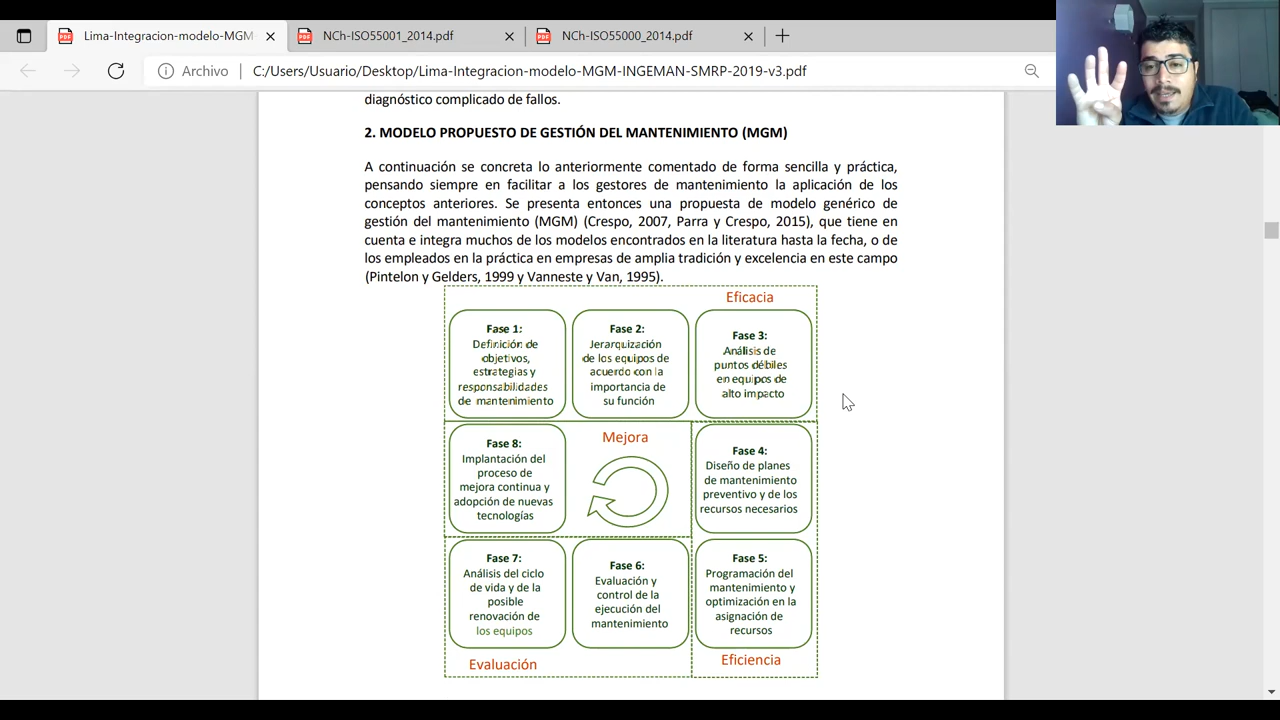 Lima-Integracion-modelo-MGM
NCh-ISO55001_2014.pdf
NCh-ISO55000_2014.pdf
Archivo
C:/Users/Usuario/Desktop/Lima-Integracion-modelo-MGM-INGEMAN-SMRP-2019-v3.pdf
diagnóstico complicado de fallos.
2. MODELO PROPUESTO DE GESTIÓN DEL MANTENIMIENTO (MGM)
A continuación se concreta lo anteriormente comentado de forma sencilla y práctica,
pensando siempre en facilitar a los gestores de mantenimiento la aplicación de los
conceptos anteriores. Se presenta entonces una propuesta de modelo genérico de
gestión del mantenimiento (MGM) (Crespo, 2007, Parra y Crespo, 2015), que tiene en
cuenta e integra muchos de los modelos encontrados en la literatura hasta la fecha, o de
los empleados en la práctica en empresas de amplia tradición y excelencia en este campo
(Pintelon y Gelders, 1999 y Vanneste y Van, 1995).
Eficacia
Fase 1:
Definición de
objetivos,
estrategias y
responsabilidades
de mantenimiento
Fase 2:
Jerarquización
de los equipos de
acuerdo con la
importancia de
su función
Fase 3:
Análisis de
puntos débiles
en equipos de
alto impacto
Fase 8:
Implantación del
proceso de
mejora continua y
adopción de nuevas
tecnologías
Mejora
Fase 4:
Diseño de planes
de mantenimiento
preventivo y de los
recursos necesarios
Fase 7:
Análisis del ciclo
de vida y de la
posible
renovación de
los equipos
Fase 6:
Evaluación y
control de la
ejecución del
mantenimiento
Fase 5:
Programación del
mantenimiento y
optimización en la
asignación de
recursos
Evaluación
Eficiencia